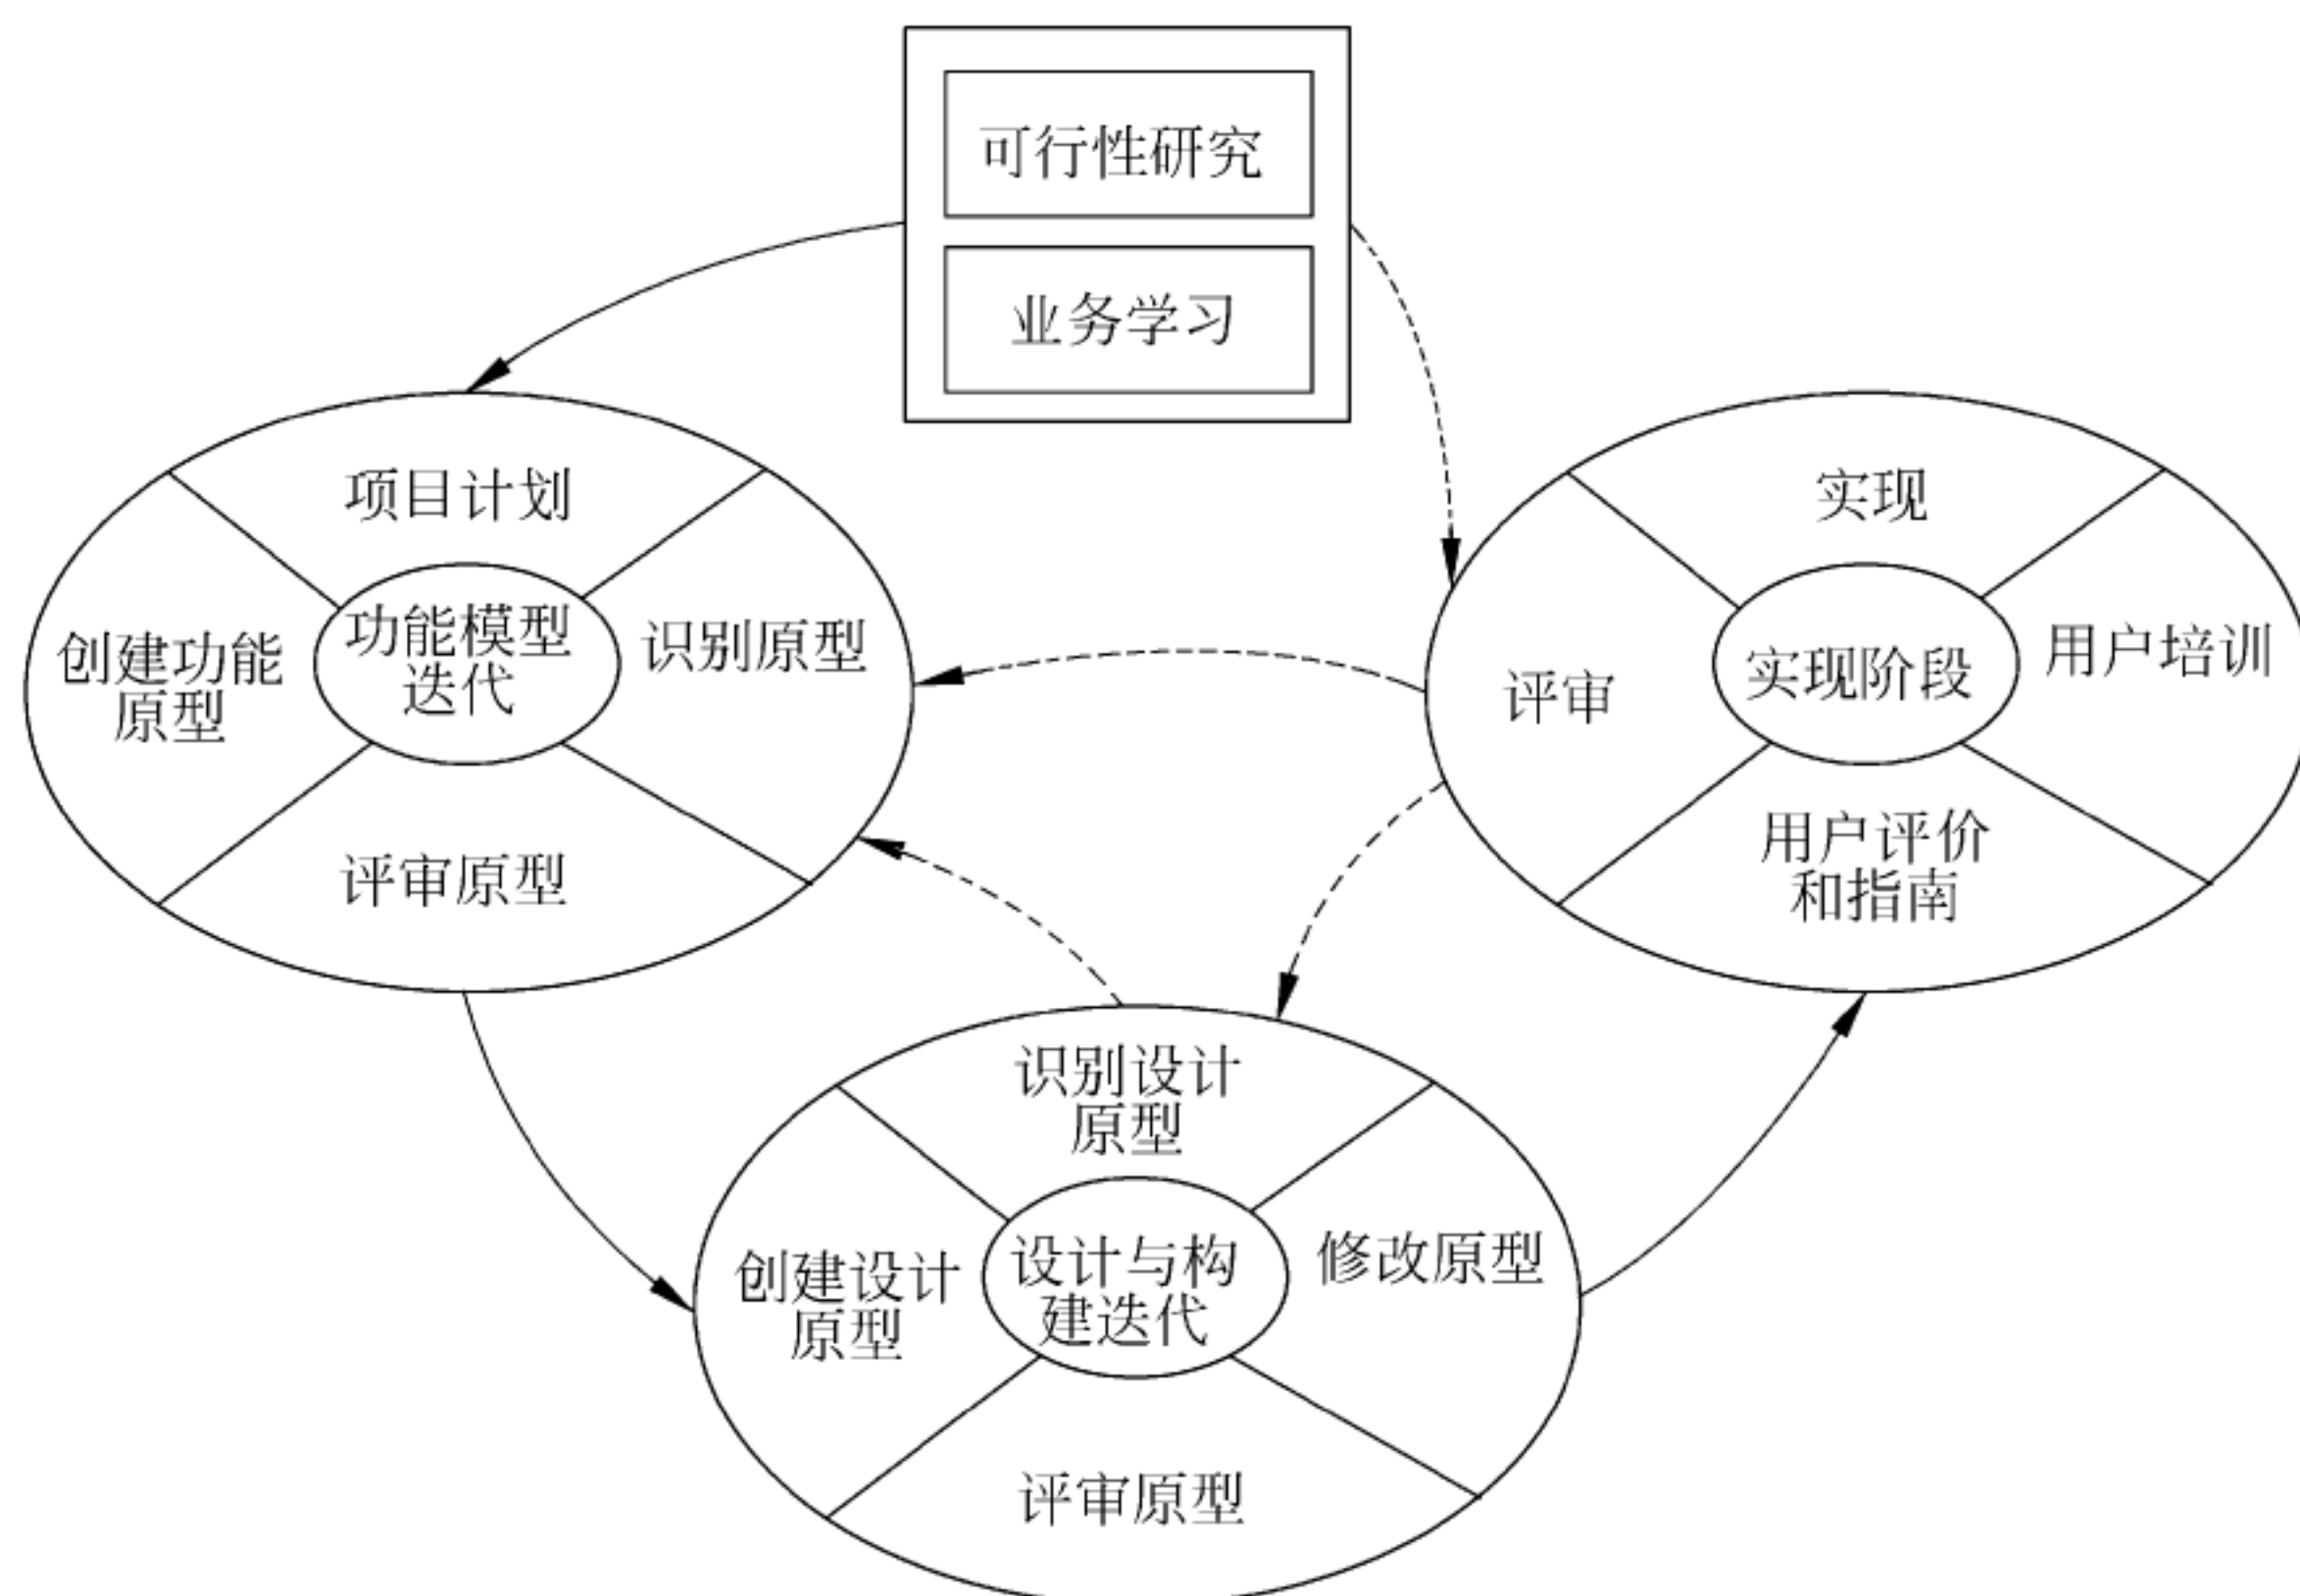 可行性研究
业务学习
项目计划
功能模型
迭代
识别原型
创建功能
原型
评审原型
实现
实现阶段
用户培训
评审
用户评价
和指南
识别设计
原型
设计与构
建迭代
修改原型
创建设计
原型
评审原型